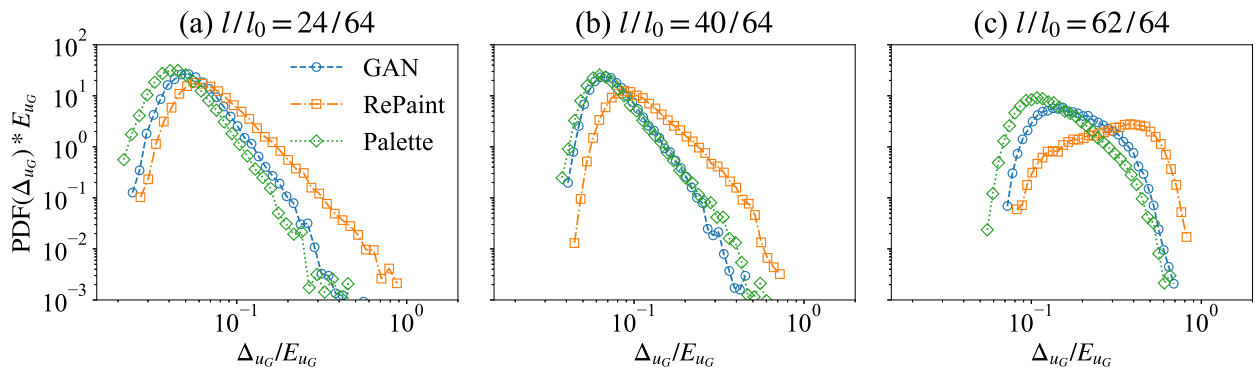 (a) l/l₀ = 24/64
(b) l/l₀ = 40/64
(c) l/l₀ = 62/64
PDF(Δ_{u_G}) * E_{u_G}
10²
10¹
10⁰
10⁻¹
10⁻²
10⁻³
GAN
RePaint
Palette
10⁻¹ 10⁰
10⁻¹ 10⁰
10⁻¹ 10⁰
Δ_{u_G}/E_{u_G}
Δ_{u_G}/E_{u_G}
Δ_{u_G}/E_{u_G}